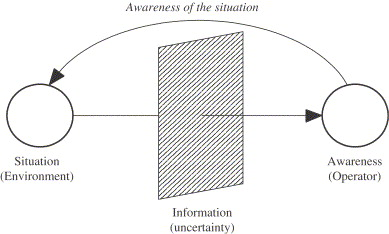 Awareness of the situation
Situation
(Environment)
Awareness
(Operator)
Information
(uncertainty)